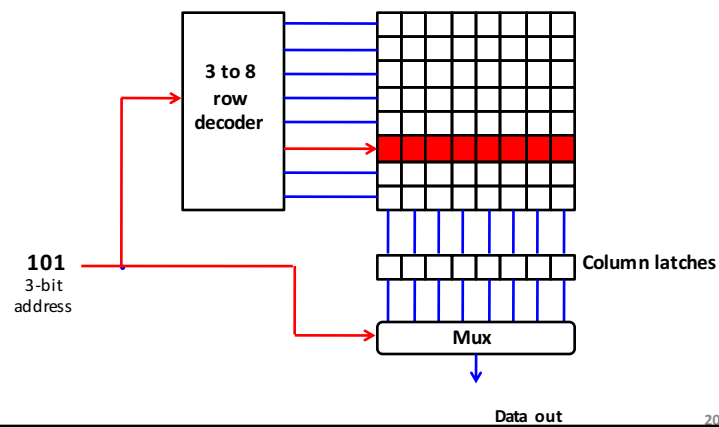 3 to 8
row
decoder
101
3-bit
address
Column latches
Mux
Data out
20